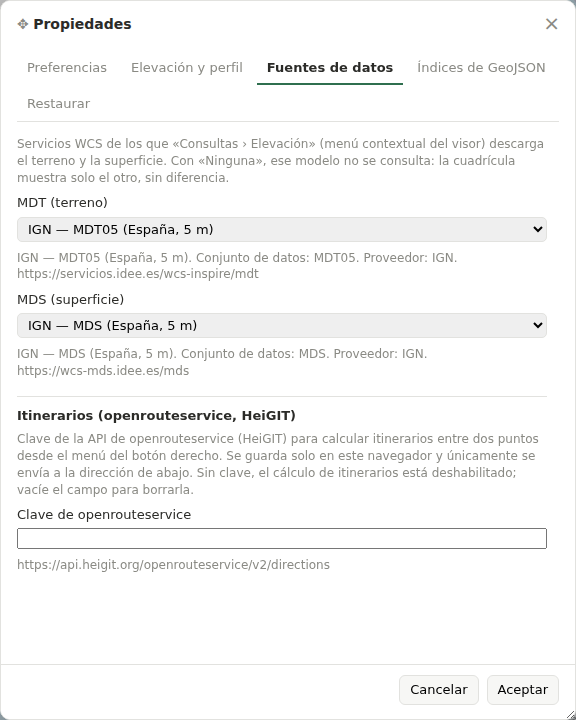 Propiedades
Preferencias
Elevación y perfil
Fuentes de datos
Índices de GeoJSON
Restaurar
Servicios WCS de los que «Consultas › Elevación» (menú contextual del visor) descarga
el terreno y la superficie. Con «Ninguna», ese modelo no se consulta: la cuadrícula
muestra solo el otro, sin diferencia.
MDT (terreno)
IGN — MDT05 (España, 5 m)
IGN — MDT05 (España, 5 m). Conjunto de datos: MDT05. Proveedor: IGN.
https://servicios.idee.es/wcs-inspire/mdt
MDS (superficie)
IGN — MDS (España, 5 m)
IGN — MDS (España, 5 m). Conjunto de datos: MDS. Proveedor: IGN.
https://wcs-mds.idee.es/mds
Itinerarios (openrouteservice, HeiGIT)
Clave de la API de openrouteservice (HeiGIT) para calcular itinerarios entre dos puntos
desde el menú del botón derecho. Se guarda solo en este navegador y únicamente se
envía a la dirección de abajo. Sin clave, el cálculo de itinerarios está deshabilitado;
vacíe el campo para borrarla.
Clave de openrouteservice
https://api.heigit.org/openrouteservice/v2/directions
Cancelar
Aceptar